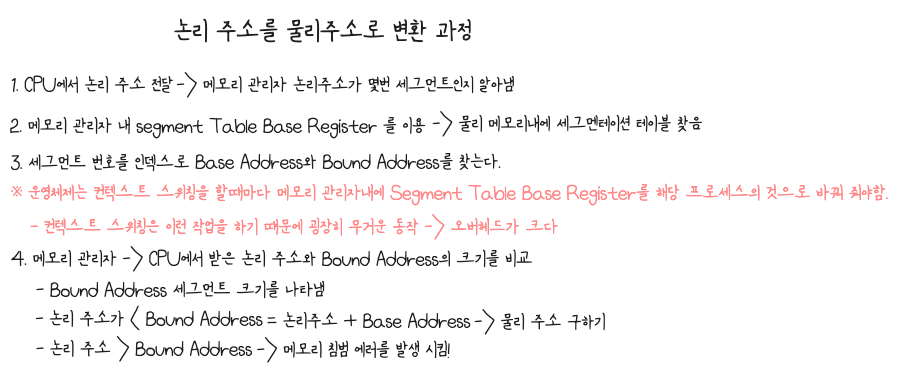 논리 주소를 물리주소로 변환 과정
1. CPU에서 논리 주소 전달 -> 메모리 관리자 논리주소가 몇번 세그먼트인지 알아냄
2. 메모리 관리자 내 segment Table Base Register 를 이용 -> 물리 메모리내에 세그멘테이션 테이블 찾음
3. 세그먼트 번호를 인덱스로 Base Address와 Bound Address를 찾는다.
※ 운영체제는 컨텍스트 스위칭을 할때마다 메모리 관리자내에 Segment Table Base Register를 해당 프로세스의 것으로 바꿔 줘야함.
- 컨텍스트 스위칭은 이런 작업을 하기 때문에 굉장히 무거운 동작 -> 오버헤드가 크다
4. 메모리 관리자 -> CPU에서 받은 논리 주소와 Bound Address의 크기를 비교
- Bound Address 세그먼트 크기를 나타냄
- 논리 주소가 < Bound Address = 논리주소 + Base Address -> 물리 주소 구하기
- 논리 주소 > Bound Address -> 메모리 침범 에러를 발생 시킴!